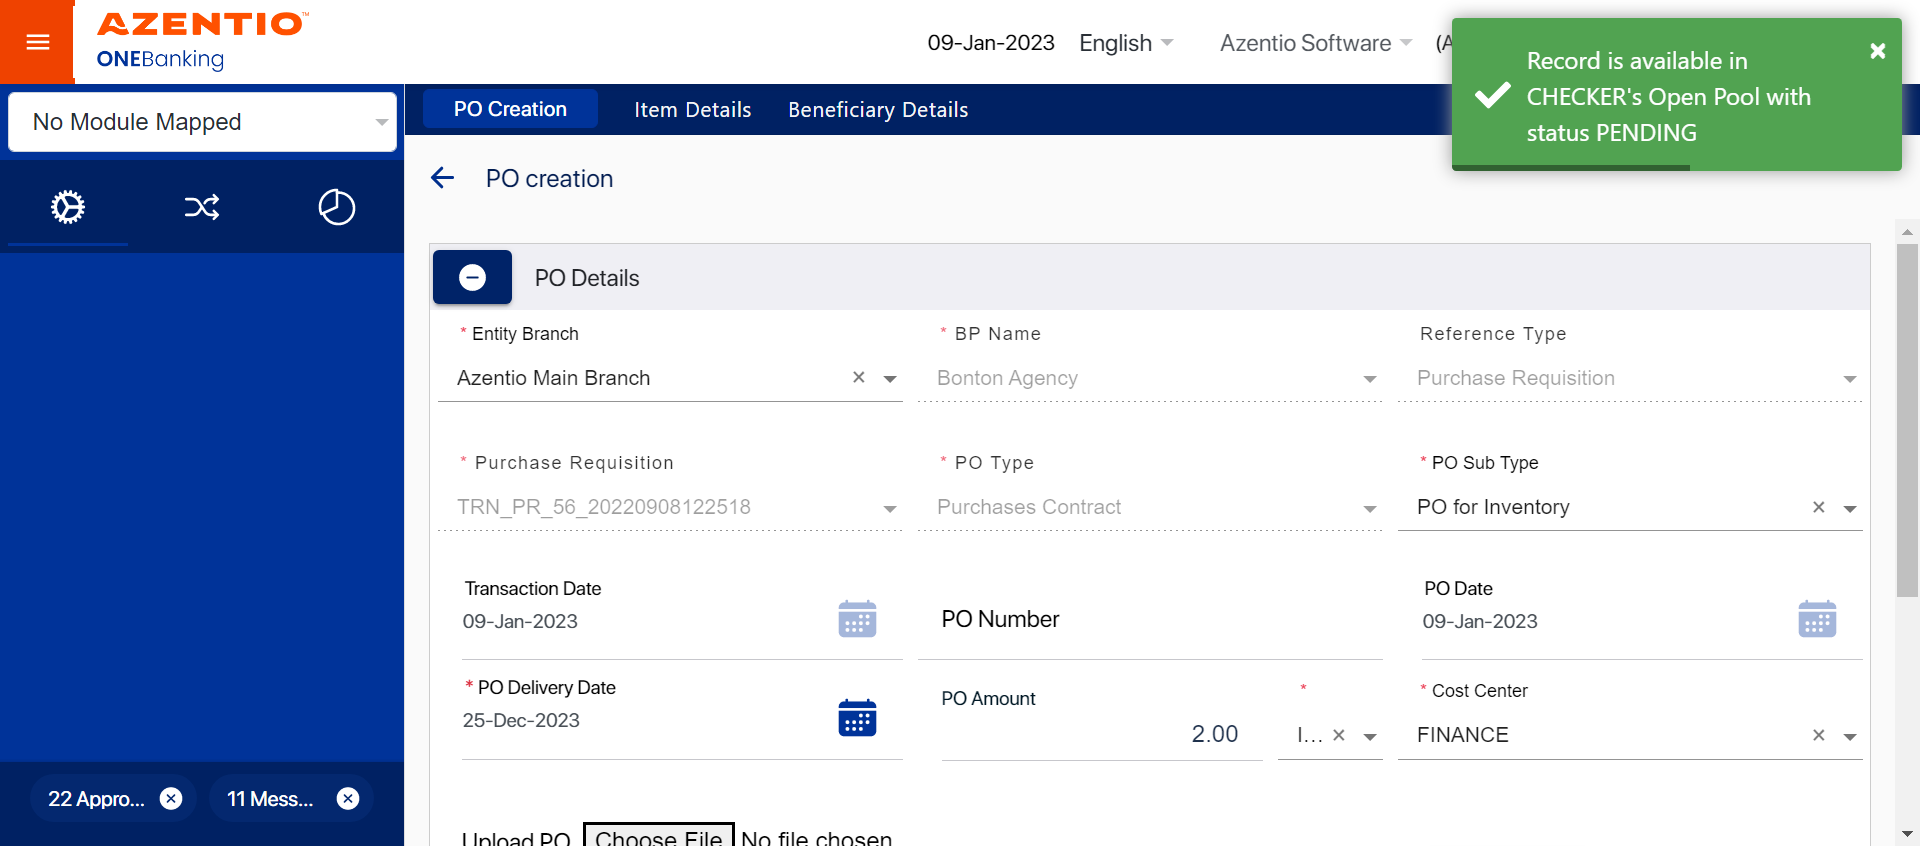 AZENTIO™
ONEBanking
09-Jan-2023
English
Azentio Software
(A
Record is available in
CHECKER's Open Pool with
status PENDING
No Module Mapped
PO Creation
Item Details
Beneficiary Details
PO creation
PO Details
* Entity Branch
* BP Name
Reference Type
Azentio Main Branch
Bonton Agency
Purchase Requisition
* Purchase Requisition
* PO Type
* PO Sub Type
TRN_PR_56_20220908122518
Purchases Contract
PO for Inventory
Transaction Date
09-Jan-2023
PO Number
PO Date
09-Jan-2023
* PO Delivery Date
25-Dec-2023
PO Amount
2.00
*
I...
* Cost Center
FINANCE
22 Appro...
11 Mess...
Upload PO
Choose File
No file chosen